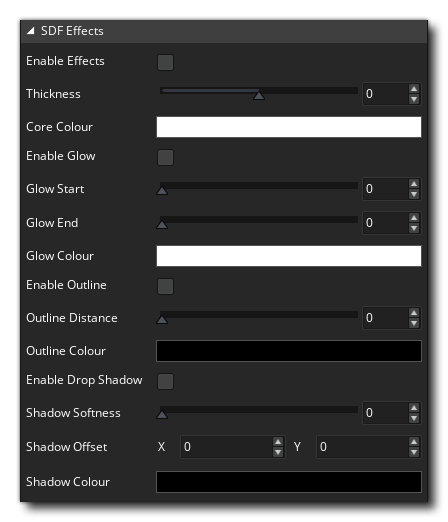 SDF Effects
Enable Effects
Thickness 0
Core Colour
Enable Glow
Glow Start 0
Glow End 0
Glow Colour
Enable Outline
Outline Distance 0
Outline Colour
Enable Drop Shadow
Shadow Softness 0
Shadow Offset X 0 Y 0
Shadow Colour